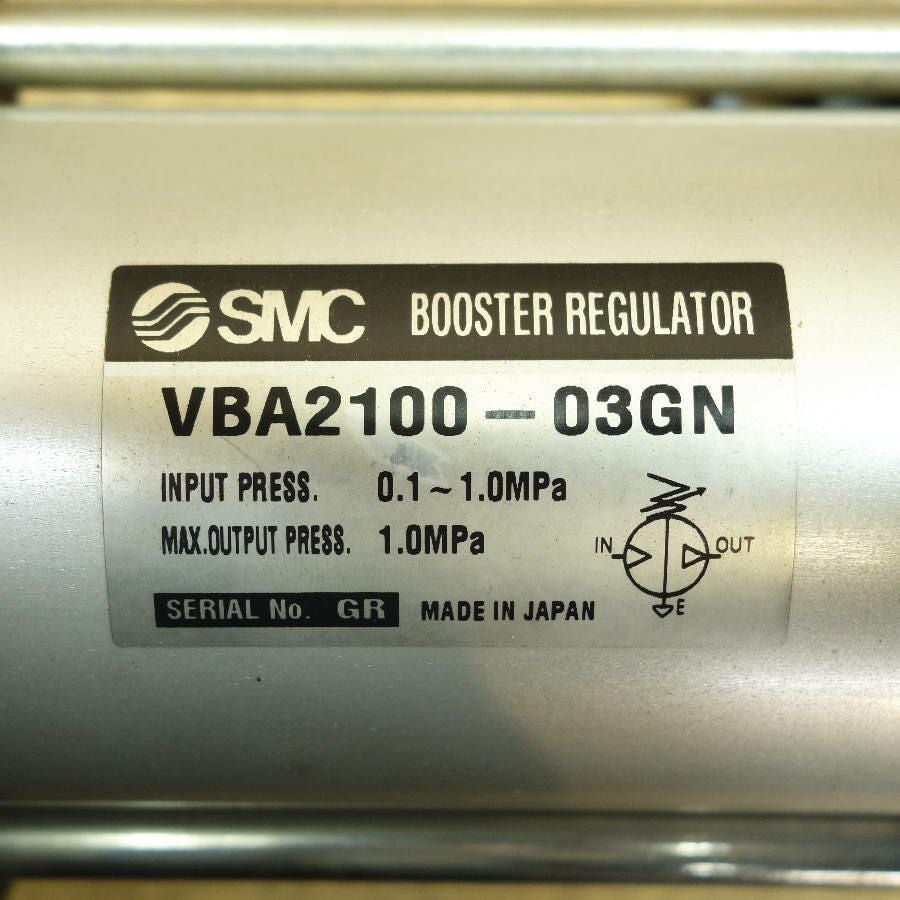 SMC BOOSTER REGULATOR
VBA2100-03GN
INPUT PRESS. 0.1~1.0MPa
MAX.OUTPUT PRESS. 1.0MPa
IN OUT
E
SERIAL No. GR MADE IN JAPAN